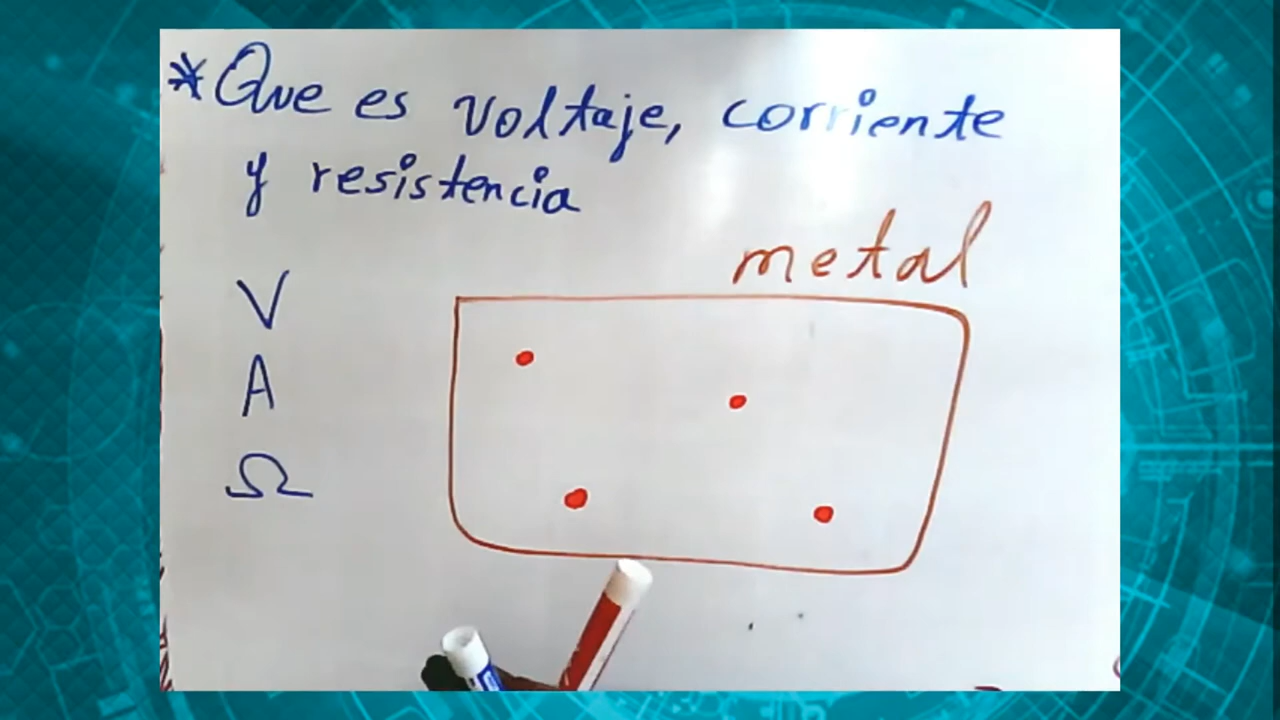 *Que es voltaje, corriente
y resistencia
metal
V
A
Ω